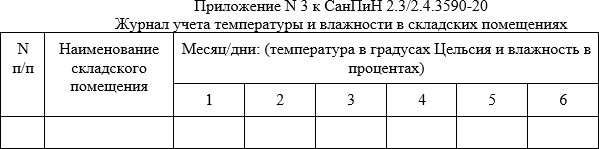 Приложение N 3 к СанПиН 2.3/2.4.3590-20
Журнал учета температуры и влажности в складских помещениях
N п/п
Наименование
складского
помещения
Месяц/дни: (температура в градусах Цельсия и влажность в
процентах)
1 2 3 4 5 6